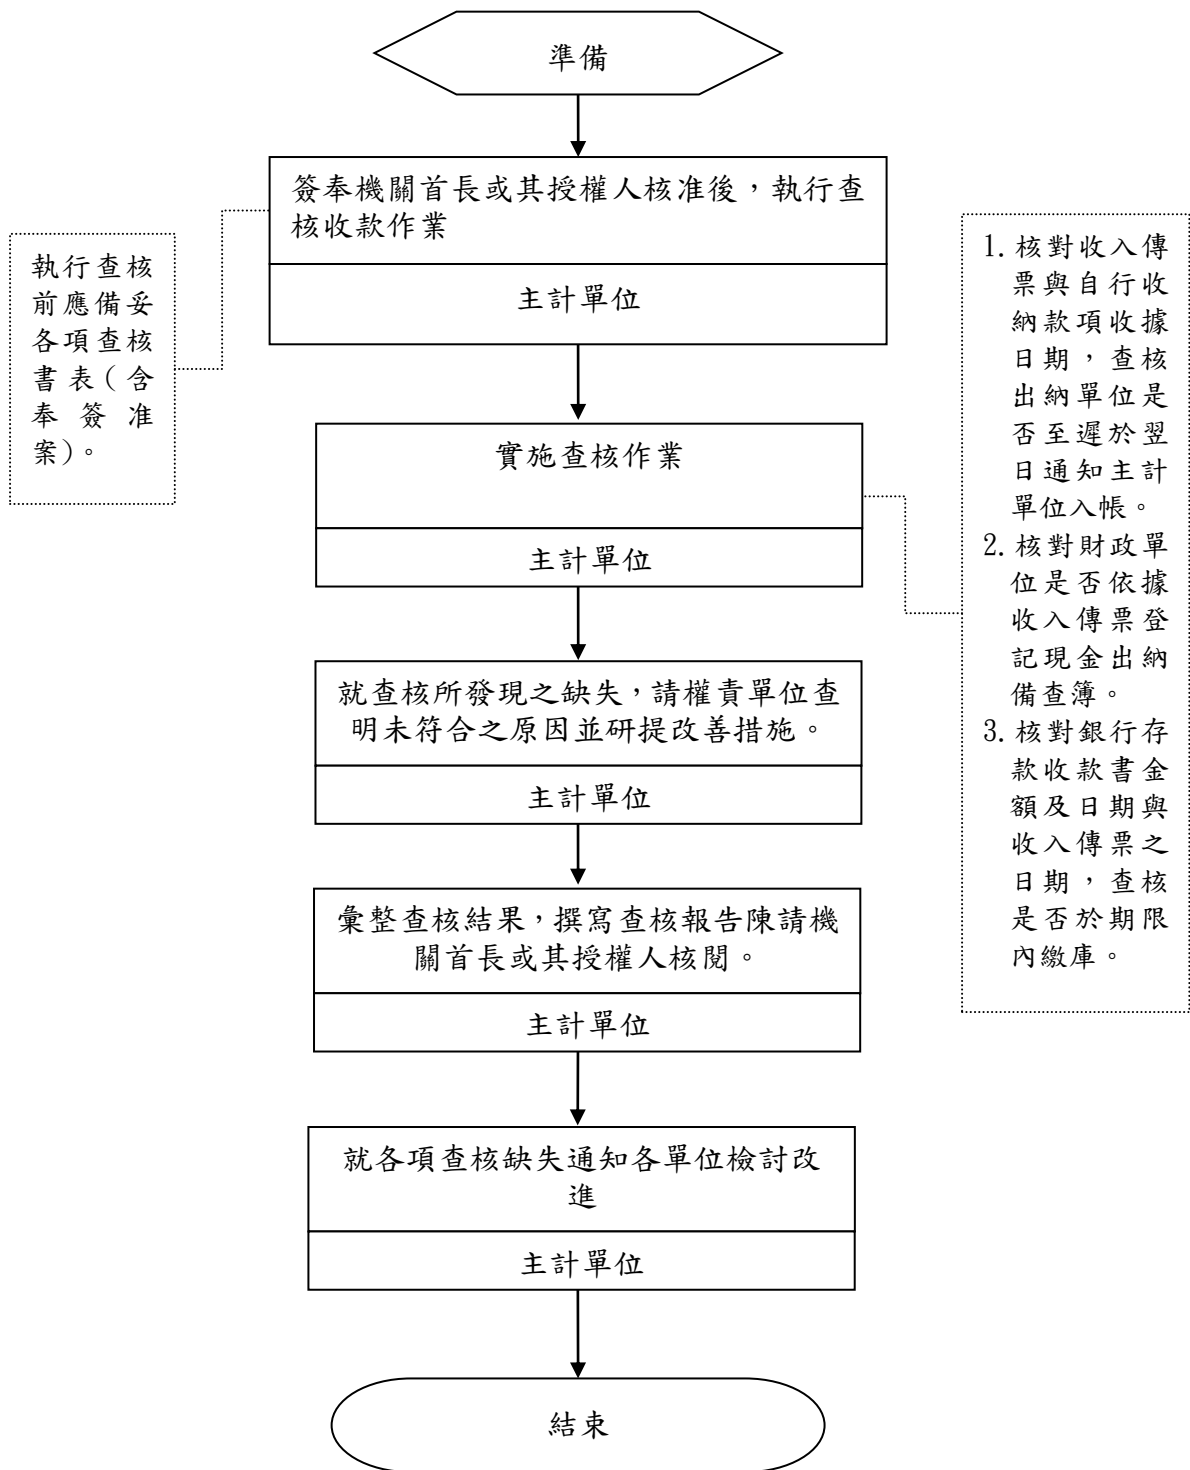 準備
簽奉機關首長或其授權人核准後，執行查
核收款作業
主計單位
執行查核
前應備妥
各項查核
書表（含
奉簽准
案）。
實施查核作業
主計單位
1. 核對收入傳
票與自行收
納款項收據
日期，查核
出納單位是
否至遲於翌
日通知主計
單位入帳。
2. 核對財政單
位是否依據
收入傳票登
記現金出納
備查簿。
3. 核對銀行存
款收款書金
額及日期與
收入傳票之
日期，查核
是否於期限
內繳庫。
就查核所發現之缺失，請權責單位查
明未符合之原因並研提改善措施。
主計單位
彙整查核結果，撰寫查核報告陳請機
關首長或其授權人核閱。
主計單位
就各項查核缺失通知各單位檢討改
進
主計單位
結束